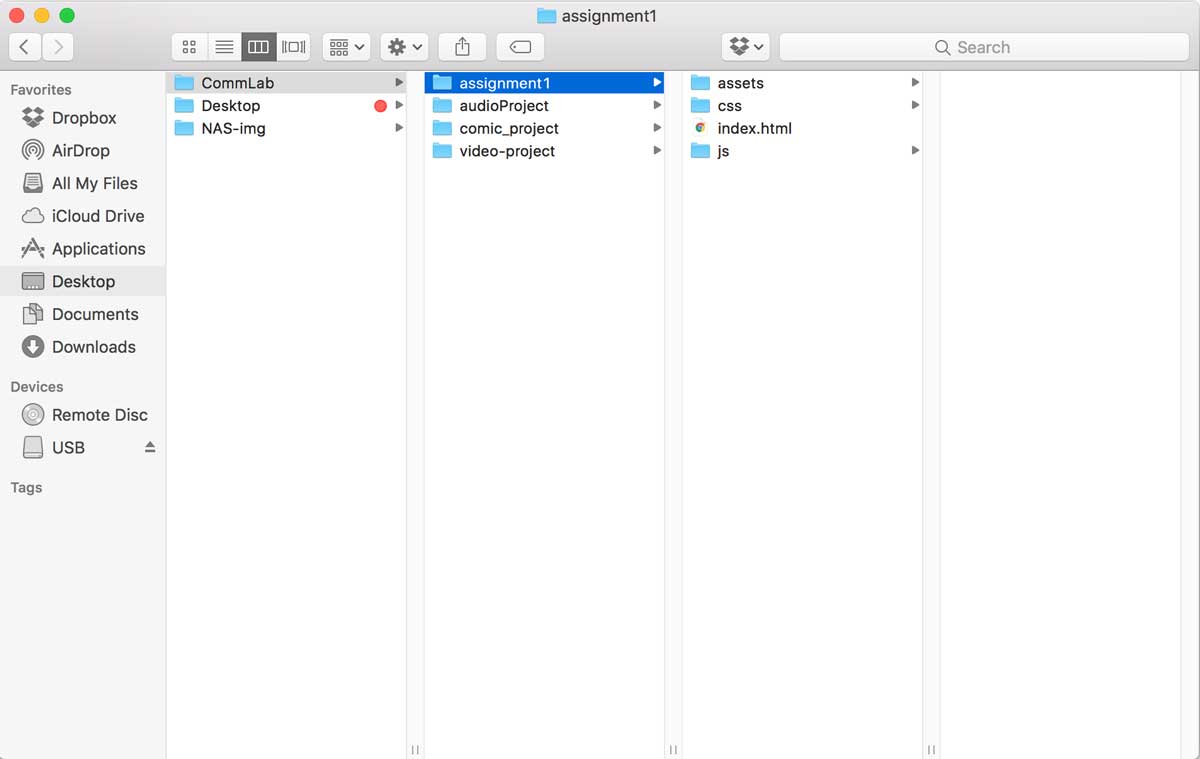 assignment1
Search
Favorites
Dropbox
AirDrop
All My Files
iCloud Drive
Applications
Desktop
Documents
Downloads
Devices
Remote Disc
USB
Tags
CommLab
Desktop
NAS-img
assignment1
audioProject
comic_project
video-project
assets
css
index.html
js